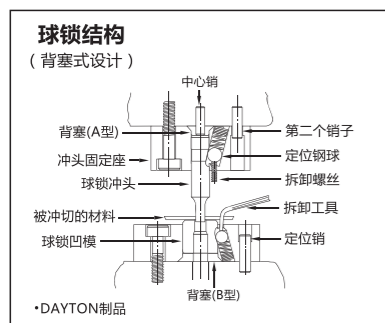 球锁结构
(背塞式设计)
中心销
背塞(A型)
第二个销子
冲头固定座
定位钢球
球锁冲头
拆卸螺丝
被冲切的材料
拆卸工具
球锁凹模
定位销
背塞(B型)
•DAYTON制品